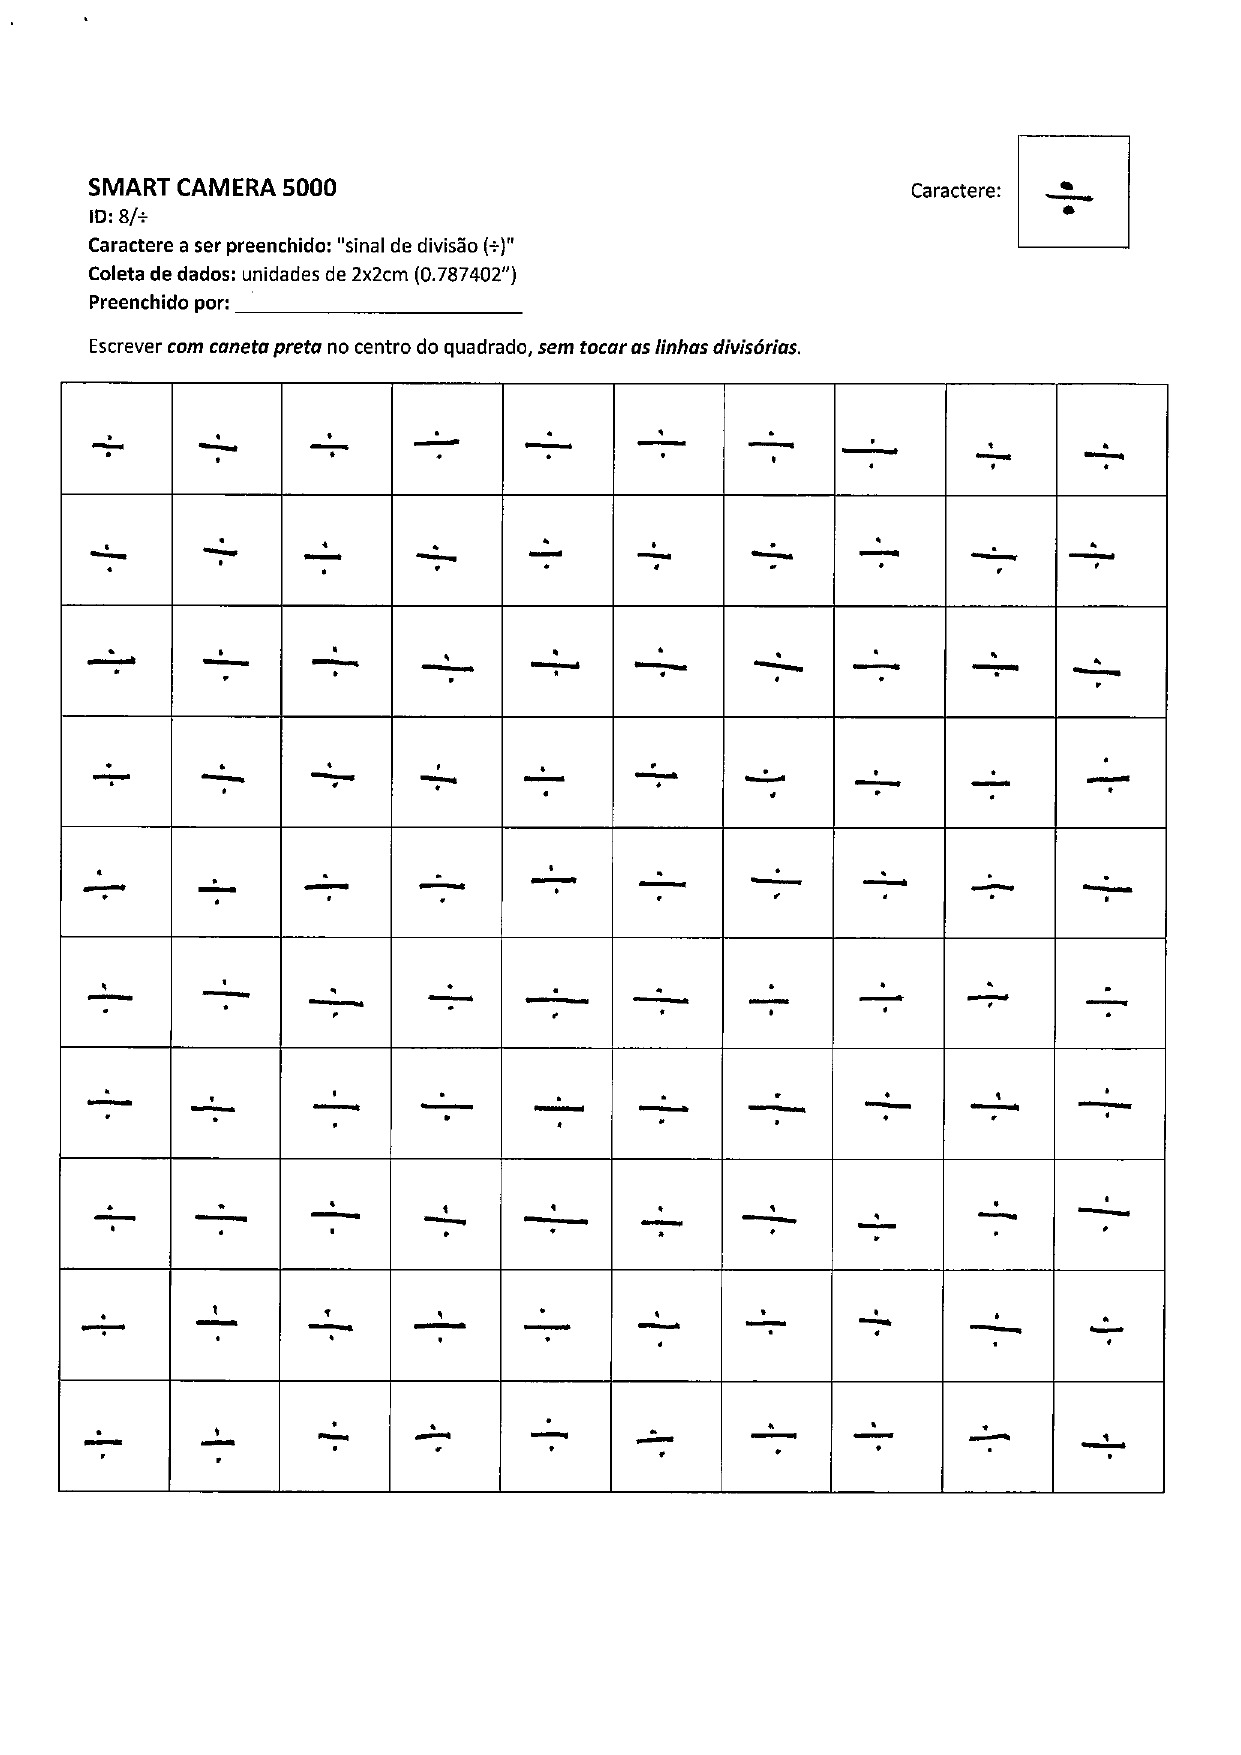 SMART CAMERA 5000
Caractere: ÷
ID: 8/÷
Caractere a ser preenchido: "sinal de divisão (÷)"
Coleta de dados: unidades de 2x2cm (0.787402”)
Preenchido por: 
Escrever com caneta preta no centro do quadrado, sem tocar as linhas divisórias.
÷ ÷ ÷ ÷ ÷ ÷ ÷ ÷ ÷ ÷
÷ ÷ ÷ ÷ ÷ ÷ ÷ ÷ ÷ ÷
÷ ÷ ÷ ÷ ÷ ÷ ÷ ÷ ÷ ÷
÷ ÷ ÷ ÷ ÷ ÷ ÷ ÷ ÷ ÷
÷ ÷ ÷ ÷ ÷ ÷ ÷ ÷ ÷ ÷
÷ ÷ ÷ ÷ ÷ ÷ ÷ ÷ ÷ ÷
÷ ÷ ÷ ÷ ÷ ÷ ÷ ÷ ÷ ÷
÷ ÷ ÷ ÷ ÷ ÷ ÷ ÷ ÷ ÷
÷ ÷ ÷ ÷ ÷ ÷ ÷ ÷ ÷ ÷
÷ ÷ ÷ ÷ ÷ ÷ ÷ ÷ ÷ ÷